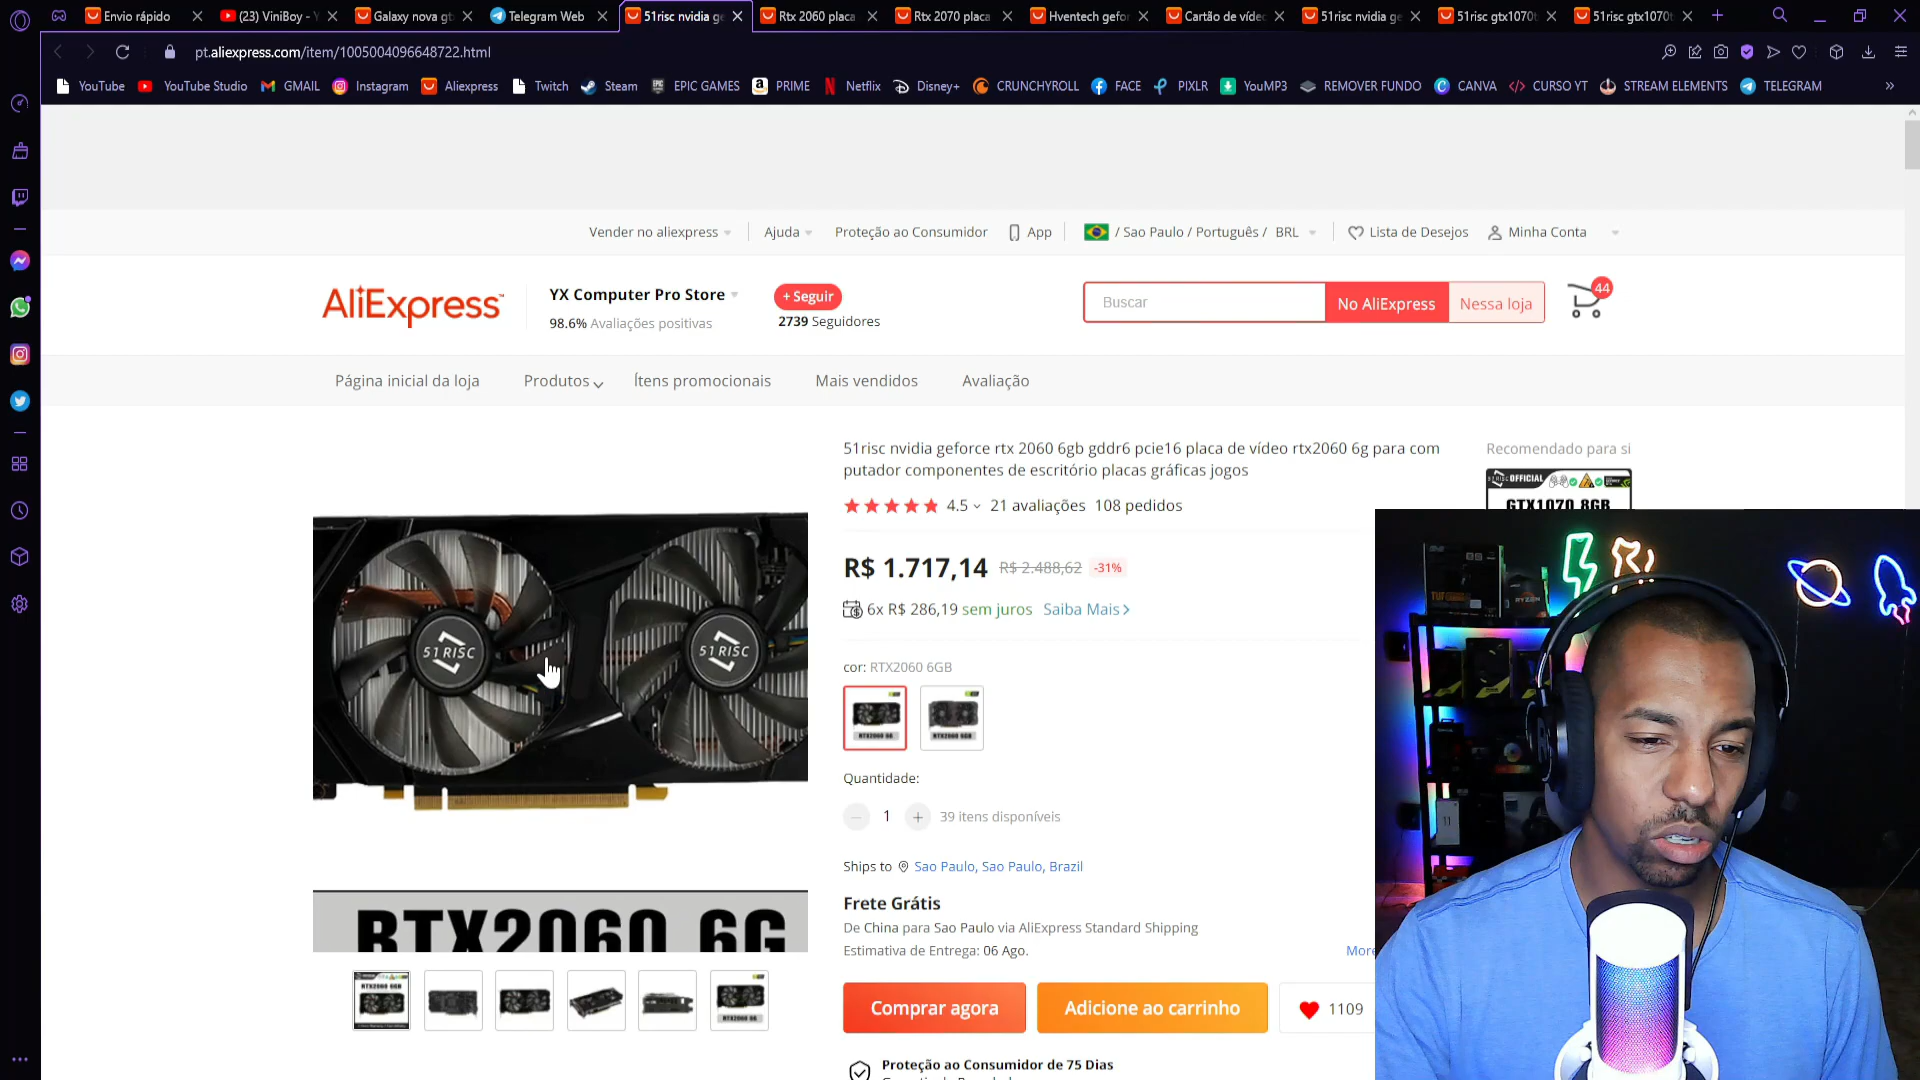 Envio rápido
(23) ViniBoy - Y
Galaxy nova gt
Telegram Web
51risc nvidia ge
Rtx 2060 placa
Rtx 2070 placa
Hventech gefor
Cartão de víde
51risc nvidia ge
51risc gtx1070t
51risc gtx1070t
pt.aliexpress.com/item/1005004096648722.html
YouTube
YouTube Studio
GMAIL
Instagram
Aliexpress
Twitch
Steam
EPIC GAMES
PRIME
Netflix
Disney+
CRUNCHYROLL
FACE
PIXLR
YouMP3
REMOVER FUNDO
CANVA
CURSO YT
STREAM ELEMENTS
TELEGRAM
Vender no aliexpress
Ajuda
Proteção ao Consumidor
App
/ Sao Paulo / Português / BRL
Lista de Desejos
Minha Conta
AliExpress
YX Computer Pro Store
98.6% Avaliações positivas
+ Seguir
2739 Seguidores
Buscar
No AliExpress
Nessa loja
44
Página inicial da loja
Produtos
Ítens promocionais
Mais vendidos
Avaliação
51risc nvidia geforce rtx 2060 6gb gddr6 pcie16 placa de vídeo rtx2060 6g para com
putador componentes de escritório placas gráficas jogos
Recomendado para si
51RISC OFFICIAL
GTX1070 8GB
4.5
21 avaliações
108 pedidos
R$ 1.717,14
R$ 2.488,62
-31%
6x R$ 286,19 sem juros
Saiba Mais
51RISC
51RISC
cor: RTX2060 6GB
Quantidade:
1
39 itens disponíveis
Ships to
Sao Paulo, Sao Paulo, Brazil
RTX2060 6G
Frete Grátis
De China para Sao Paulo via AliExpress Standard Shipping
Estimativa de Entrega: 06 Ago.
More
Comprar agora
Adicione ao carrinho
1109
Proteção ao Consumidor de 75 Dias